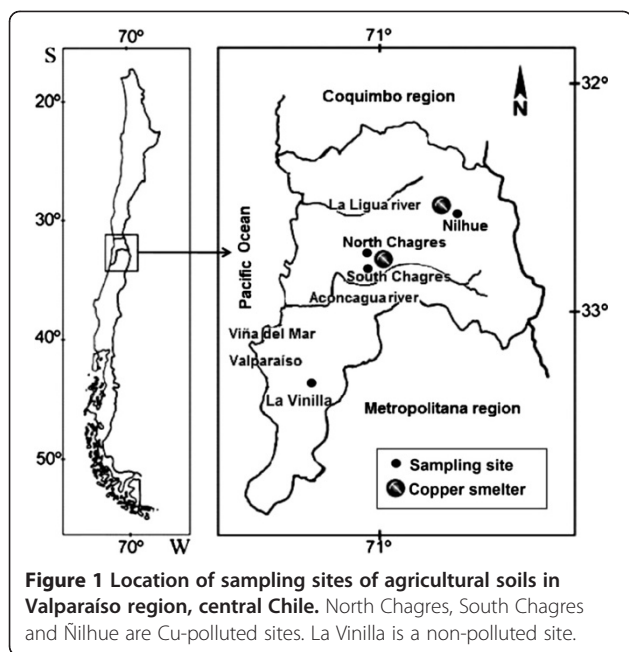 70°
S
20°
30°
40°
50°
70°
W
71°
32°
Coquimbo region
N
La Ligua river
Nilhue
North Chagres
Pacific Ocean
South Chagres
Aconcagua river
33°
Viña del Mar
Valparaíso
La Vinilla
Metropolitana region
Sampling site
Copper smelter
71°
Figure 1 Location of sampling sites of agricultural soils in
Valparaíso region, central Chile. North Chagres, South Chagres
and Ñilhue are Cu-polluted sites. La Vinilla is a non-polluted site.